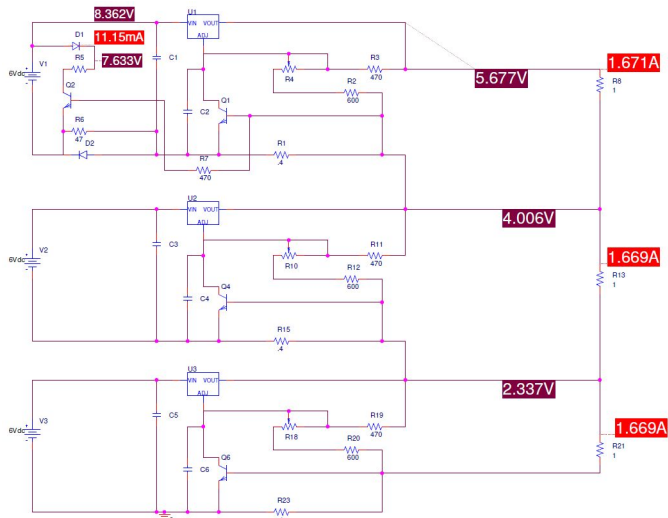 8.362V
U1
VIN VOUT
ADJ
D1
11.15mA
R5
7.633V
V1
6Vdc
Q2
C1
R4
R3
470
R2
600
5.677V
1.671A
R8
1
R6
47
D2
C2
Q1
R7
470
R1
.4
U2
VIN VOUT
ADJ
4.006V
V2
6Vdc
C3
R10
R11
470
R12
600
1.669A
R13
1
C4
Q4
R15
.4
U3
VIN VOUT
ADJ
2.337V
V3
6Vdc
C5
R18
R19
470
R20
600
1.669A
R21
1
C6
Q6
R23